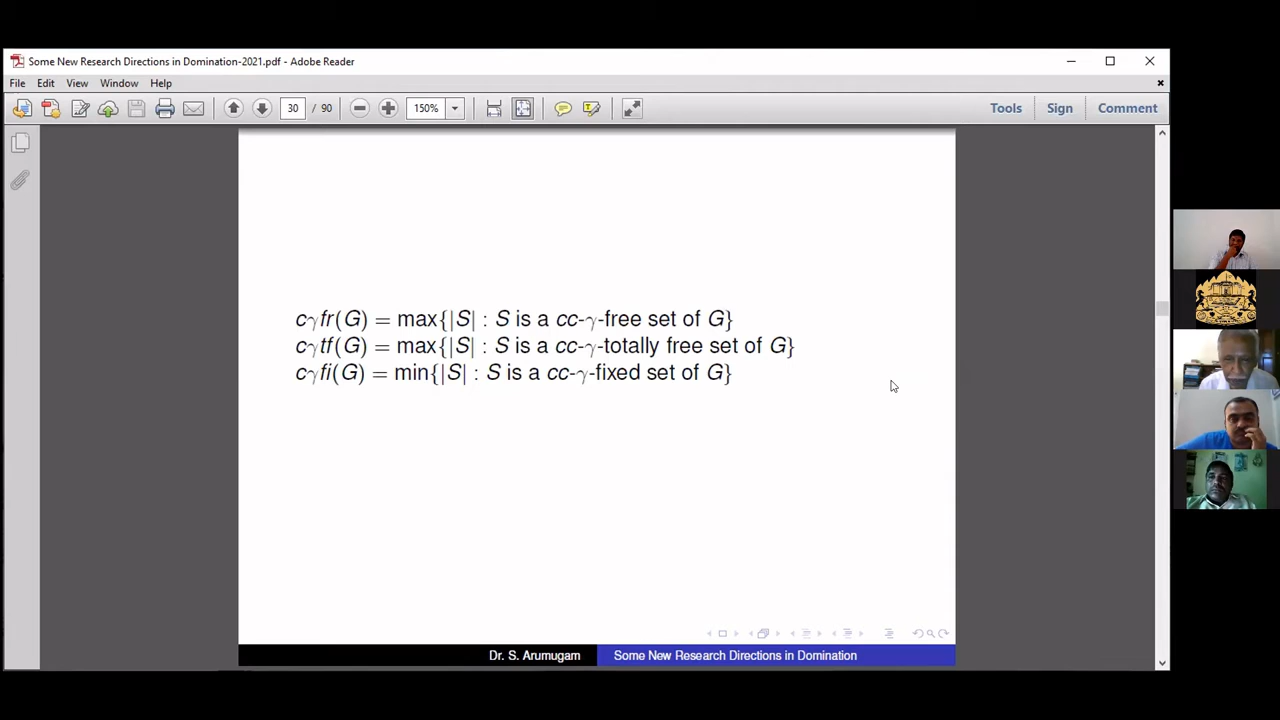 Some New Research Directions in Domination-2021.pdf - Adobe Reader
File Edit View Window Help
30 / 90 150% Tools Sign Comment
cγfr(G) = max{|S| : S is a cc-γ-free set of G}
cγtf(G) = max{|S| : S is a cc-γ-totally free set of G}
cγfi(G) = min{|S| : S is a cc-γ-fixed set of G}
Dr. S. Arumugam Some New Research Directions in Domination